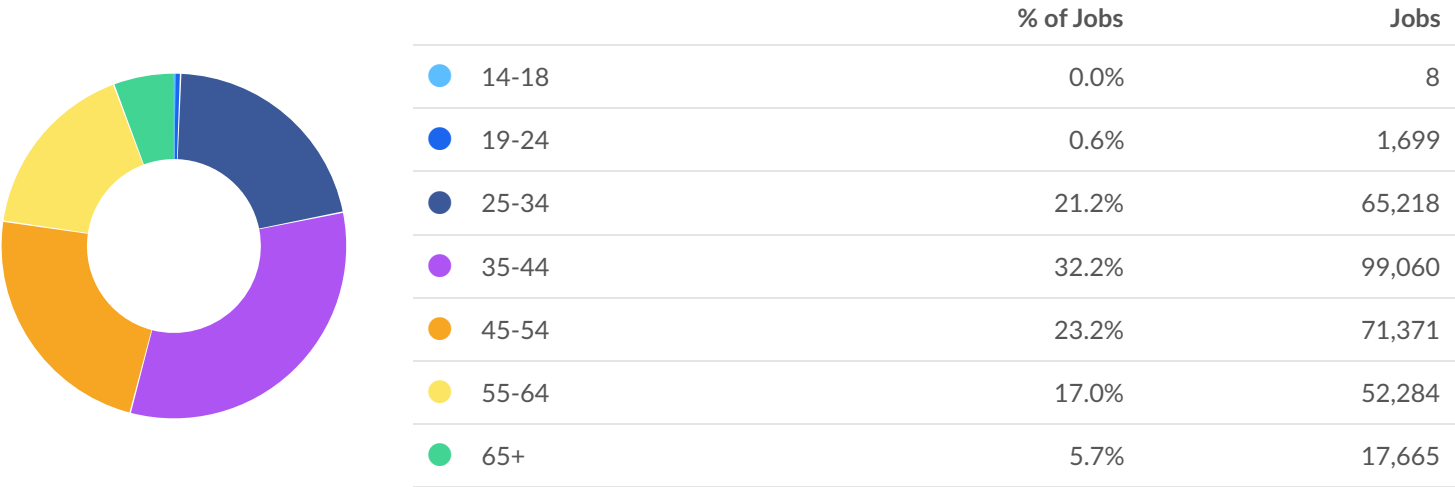 % of Jobs Jobs
14-18 0.0% 8
19-24 0.6% 1,699
25-34 21.2% 65,218
35-44 32.2% 99,060
45-54 23.2% 71,371
55-64 17.0% 52,284
65+ 5.7% 17,665